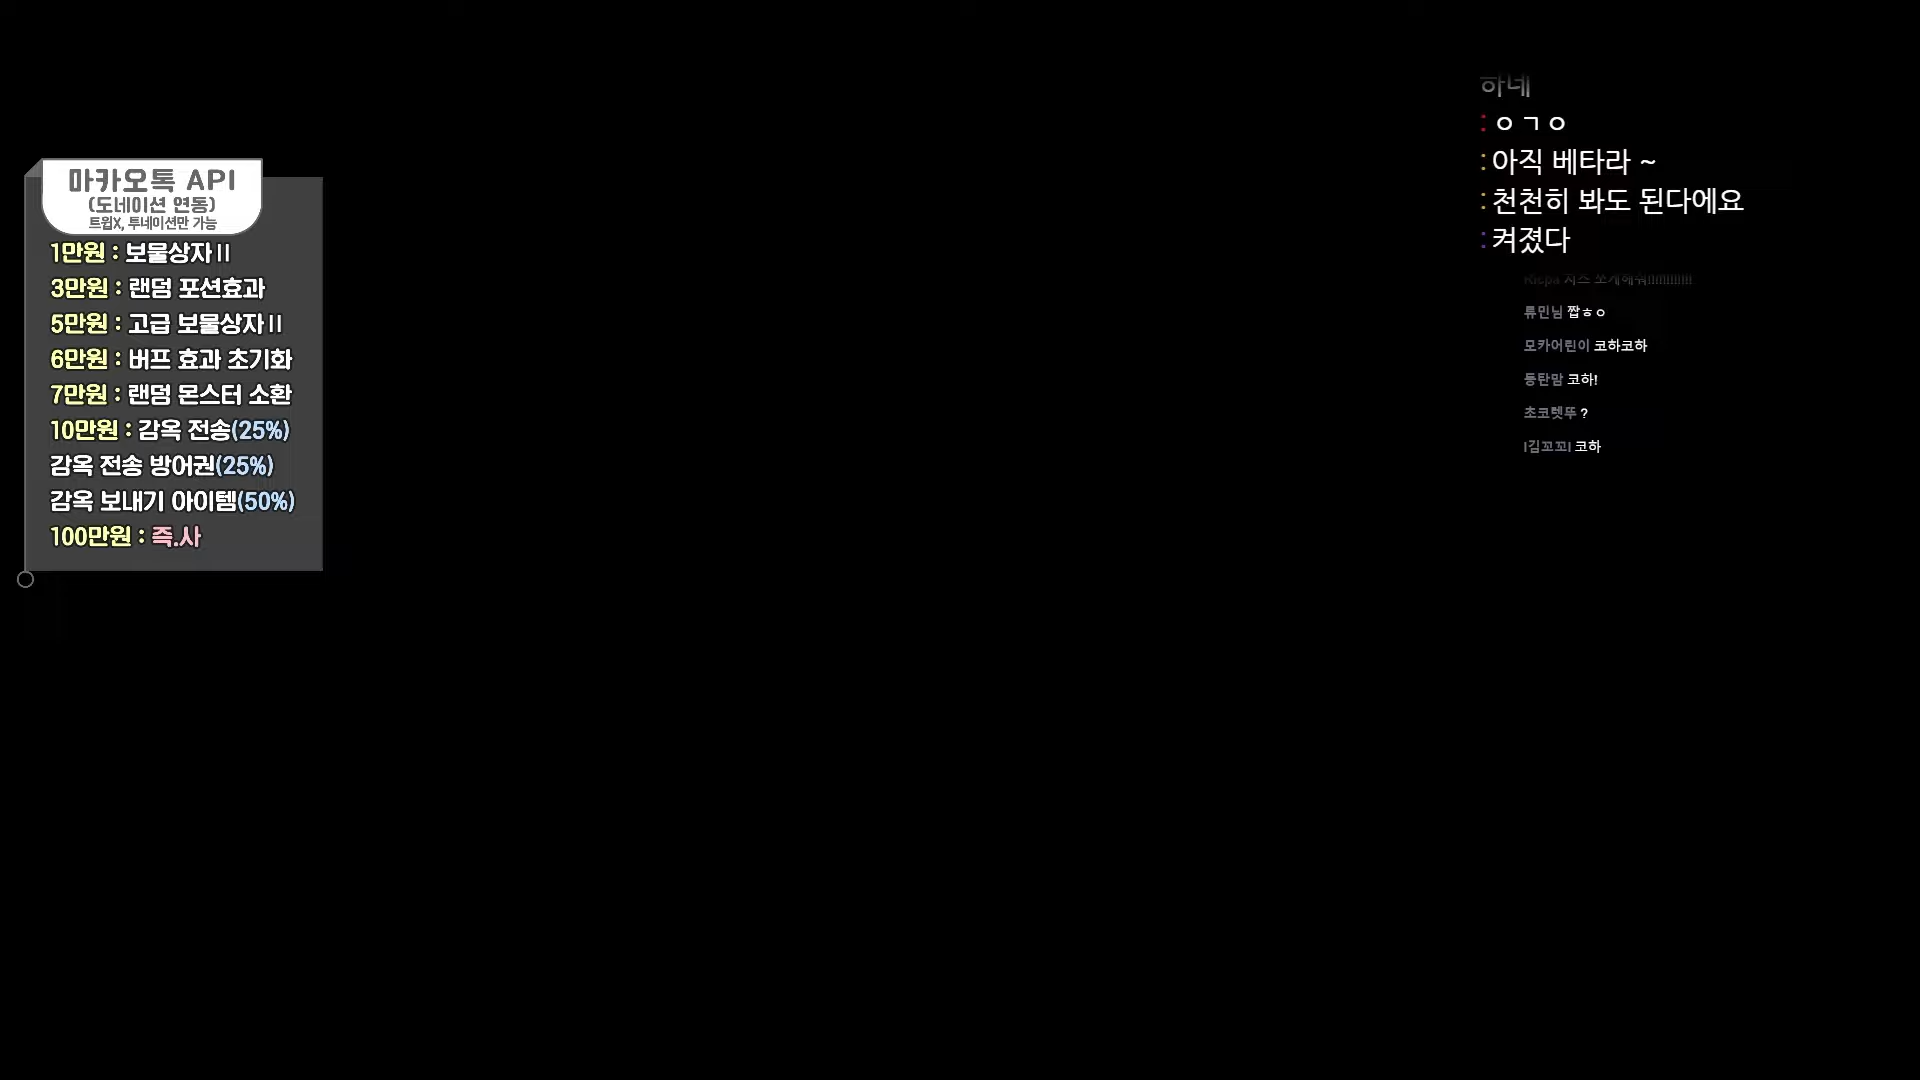 마카오톡 API
(도네이션 연동)
트윕X, 투네이션만 가능
1만원 : 보물상자 II
3만원 : 랜덤 포션효과
5만원 : 고급 보물상자 II
6만원 : 버프 효과 초기화
7만원 : 랜덤 몬스터 소환
10만원 : 감옥 전송(25%)
감옥 전송 방어권(25%)
감옥 보내기 아이템(50%)
100만원 : 즉.사
하네
: ㅇㄱㅇ
: 아직 베타라 ~
: 천천히 봐도 된다에요
: 켜졌다
류민님 짭ㅎㅇ
모카어린이 코하코하
동탄맘 코하!
초코렛뚜 ?
l김꼬꼬l 코하